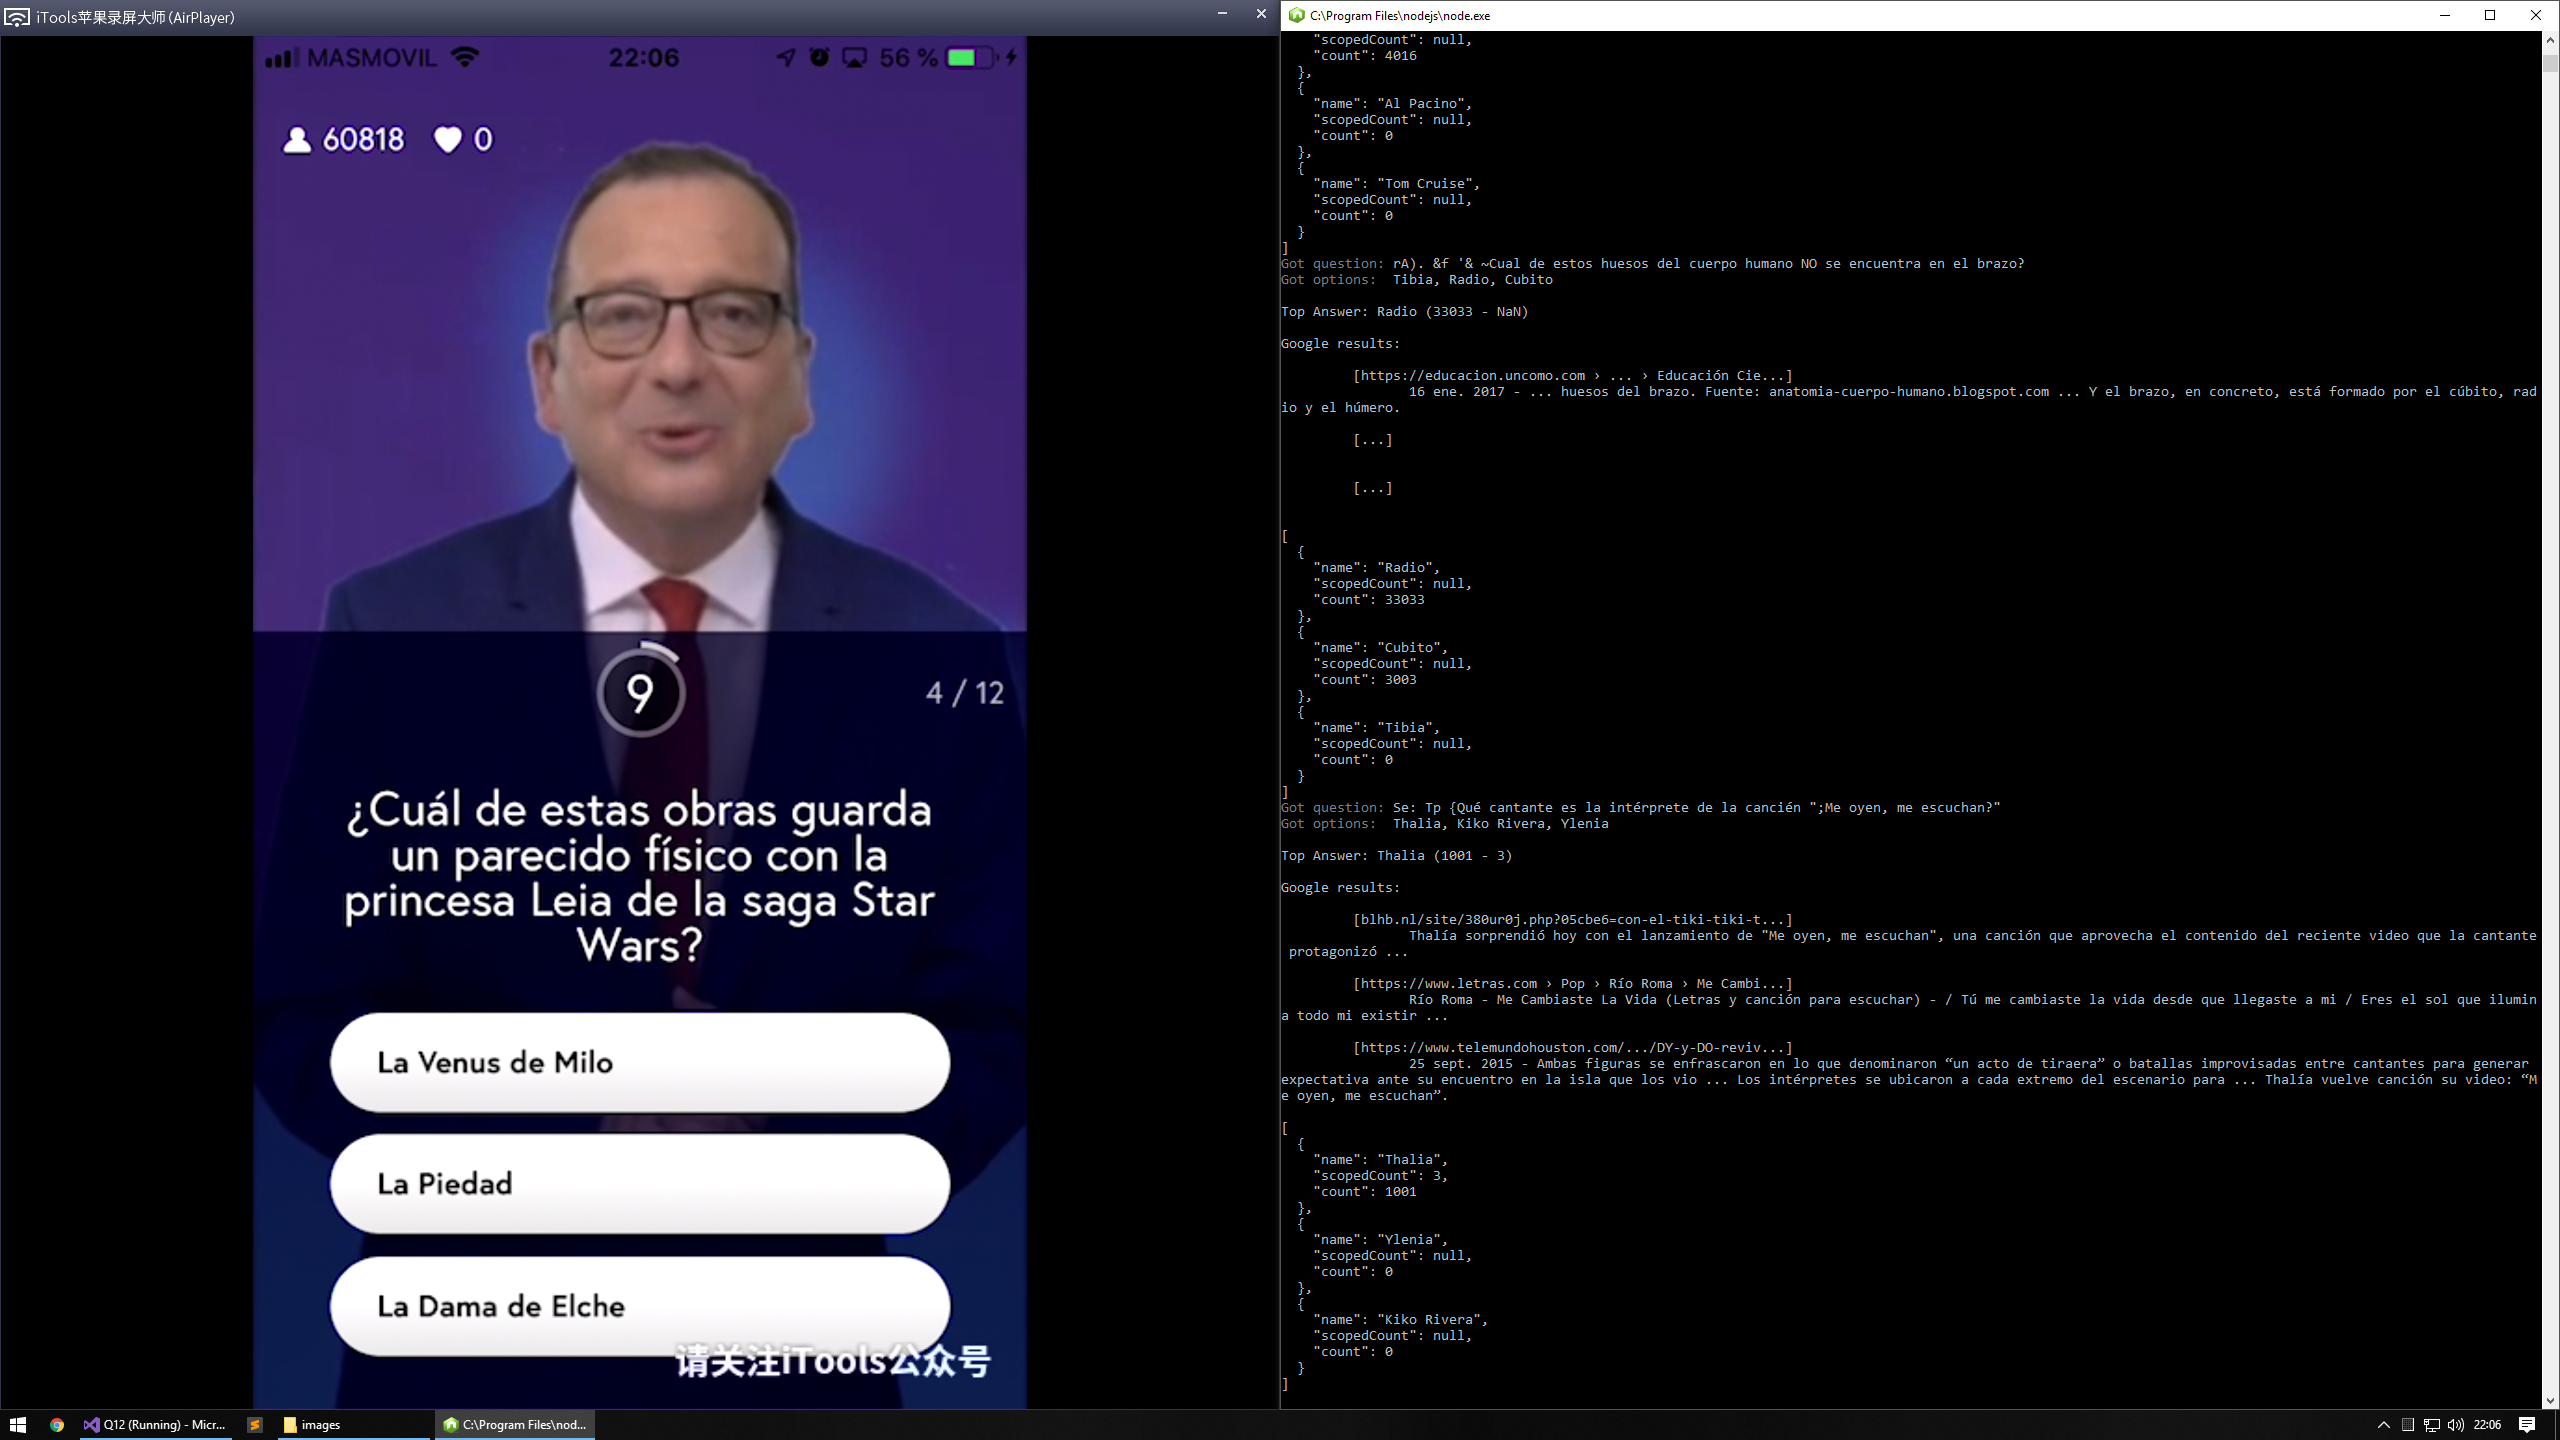 iTools苹果录屏大师(AirPlayer)
MASMOVIL
22:06
56 %
60818
0
9
4 / 12
¿Cuál de estas obras guarda
un parecido físico con la
princesa Leia de la saga Star
Wars?
La Venus de Milo
La Piedad
La Dama de Elche
请关注iTools公众号
C:\Program Files\nodejs\node.exe
"scopedCount": null,
"count": 4016
},
{
"name": "Al Pacino",
"scopedCount": null,
"count": 0
},
{
"name": "Tom Cruise",
"scopedCount": null,
"count": 0
}
]
Got question: rA). &f '& ~Cual de estos huesos del cuerpo humano NO se encuentra en el brazo?
Got options:  Tibia, Radio, Cubito
Top Answer: Radio (33033 - NaN)
Google results:
[https://educacion.uncomo.com › ... › Educación Cie...]
16 ene. 2017 - ... huesos del brazo. Fuente: anatomia-cuerpo-humano.blogspot.com ... Y el brazo, en concreto, está formado por el cúbito, rad
io y el húmero.
[...]
[...]
[
{
"name": "Radio",
"scopedCount": null,
"count": 33033
},
{
"name": "Cubito",
"scopedCount": null,
"count": 3003
},
{
"name": "Tibia",
"scopedCount": null,
"count": 0
}
]
Got question: Se: Tp {Qué cantante es la intérprete de la canción ";Me oyen, me escuchan?"
Got options:  Thalia, Kiko Rivera, Ylenia
Top Answer: Thalia (1001 - 3)
Google results:
[blhb.nl/site/380ur0j.php?05cbe6=con-el-tiki-tiki-t...]
Thalía sorprendió hoy con el lanzamiento de "Me oyen, me escuchan", una canción que aprovecha el contenido del reciente video que la cantante
protagonizó ...
[https://www.letras.com › Pop › Río Roma › Me Cambi...]
Río Roma - Me Cambiaste La Vida (Letras y canción para escuchar) - / Tú me cambiaste la vida desde que llegaste a mi / Eres el sol que ilumin
a todo mi existir ...
[https://www.telemundohouston.com/.../DY-y-DO-reviv...]
25 sept. 2015 - Ambas figuras se enfrascaron en lo que denominaron “un acto de tiraera” o batallas improvisadas entre cantantes para generar
expectativa ante su encuentro en la isla que los vio ... Los intérpretes se ubicaron a cada extremo del escenario para ... Thalía vuelve canción su video: “M
e oyen, me escuchan”.
[
{
"name": "Thalia",
"scopedCount": 3,
"count": 1001
},
{
"name": "Ylenia",
"scopedCount": null,
"count": 0
},
{
"name": "Kiko Rivera",
"scopedCount": null,
"count": 0
}
]
Q12 (Running) - Micr...
images
C:\Program Files\nod...
22:06